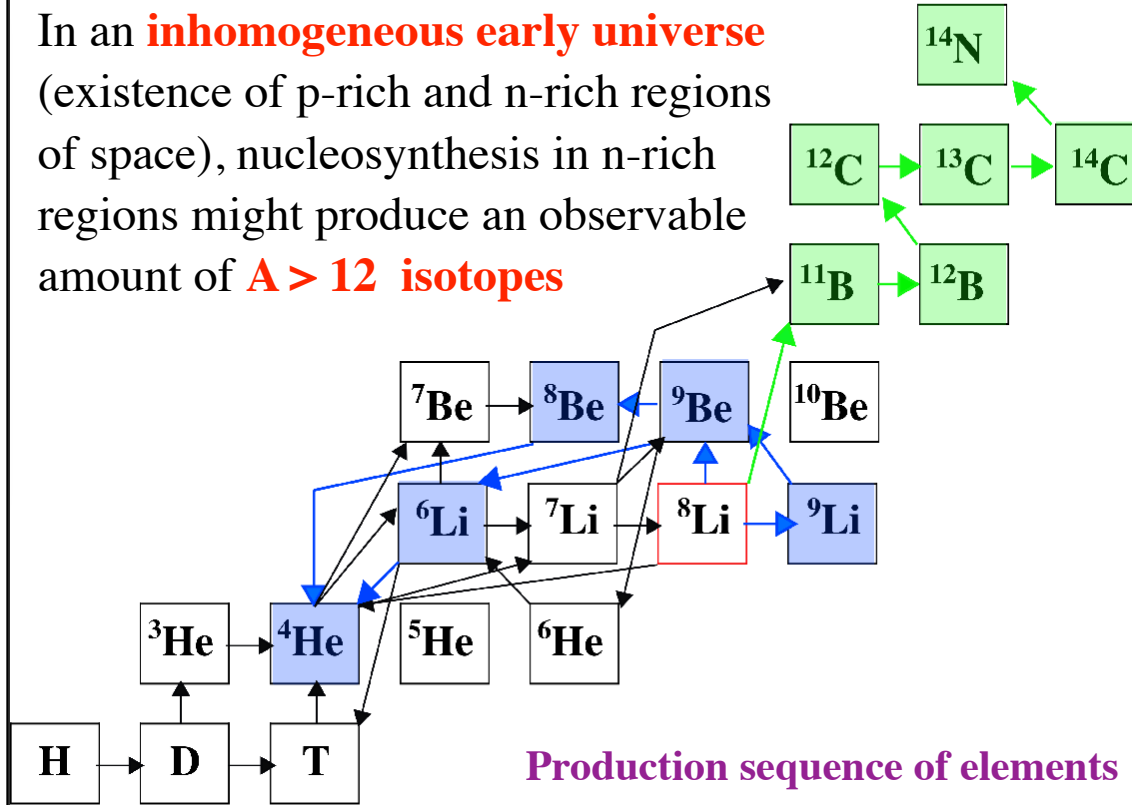 In an inhomogeneous early universe
(existence of p-rich and n-rich regions
of space), nucleosynthesis in n-rich
regions might produce an observable
amount of A > 12 isotopes
¹⁴N
¹²C ¹³C ¹⁴C
¹¹B ¹²B
⁷Be ⁸Be ⁹Be ¹⁰Be
⁶Li ⁷Li ⁸Li ⁹Li
³He ⁴He ⁵He ⁶He
H D T
Production sequence of elements